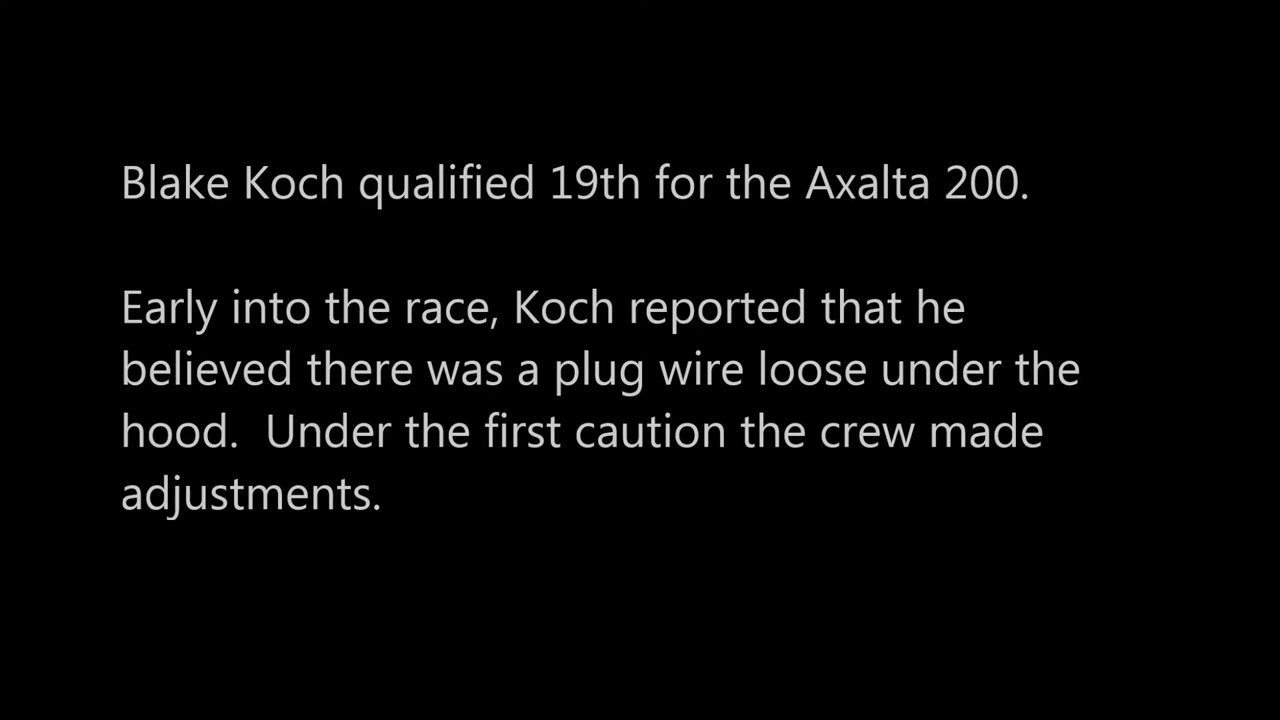 Blake Koch qualified 19th for the Axalta 200.
Early into the race, Koch reported that he
believed there was a plug wire loose under the
hood.  Under the first caution the crew made
adjustments.